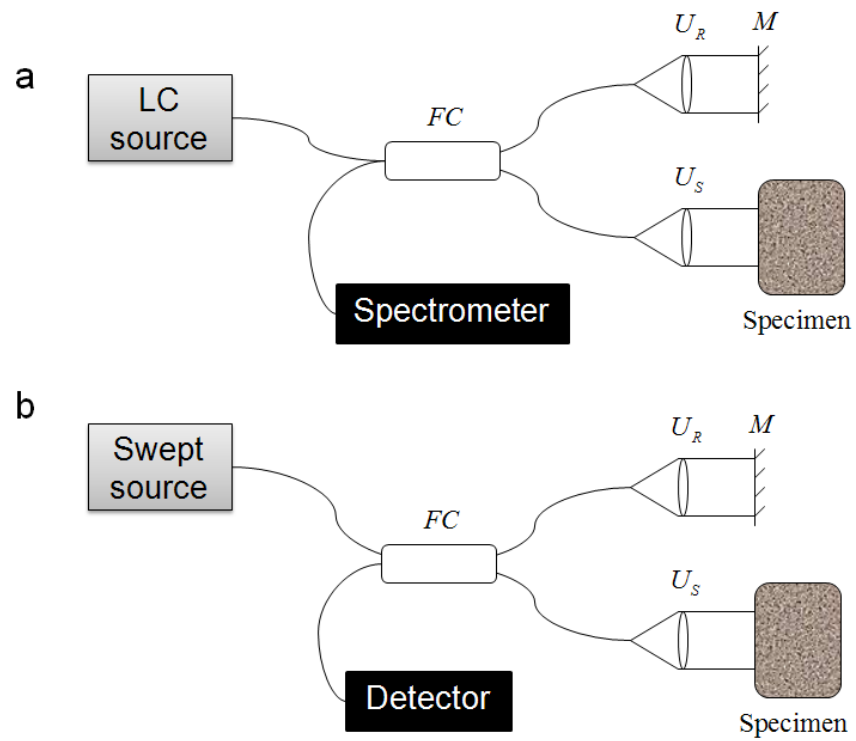 a
LC
source
FC
U_R M
U_S
Spectrometer
Specimen
b
Swept
source
FC
U_R M
U_S
Detector
Specimen